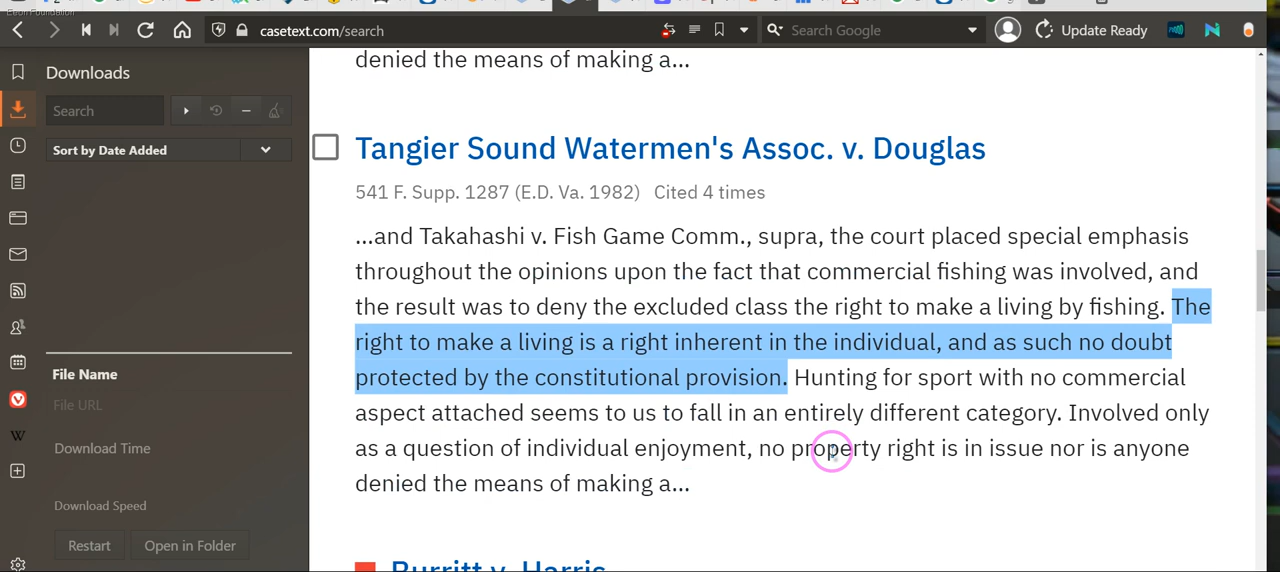 Eeon Foundation
casetext.com/search
Search Google
Update Ready
Downloads
Search
Sort by Date Added
File Name
File URL
Download Time
Download Speed
Restart
Open in Folder
denied the means of making a...
Tangier Sound Watermen's Assoc. v. Douglas
541 F. Supp. 1287 (E.D. Va. 1982) Cited 4 times
...and Takahashi v. Fish Game Comm., supra, the court placed special emphasis
throughout the opinions upon the fact that commercial fishing was involved, and
the result was to deny the excluded class the right to make a living by fishing. The
right to make a living is a right inherent in the individual, and as such no doubt
protected by the constitutional provision. Hunting for sport with no commercial
aspect attached seems to us to fall in an entirely different category. Involved only
as a question of individual enjoyment, no property right is in issue nor is anyone
denied the means of making a...
Burritt v. Harris